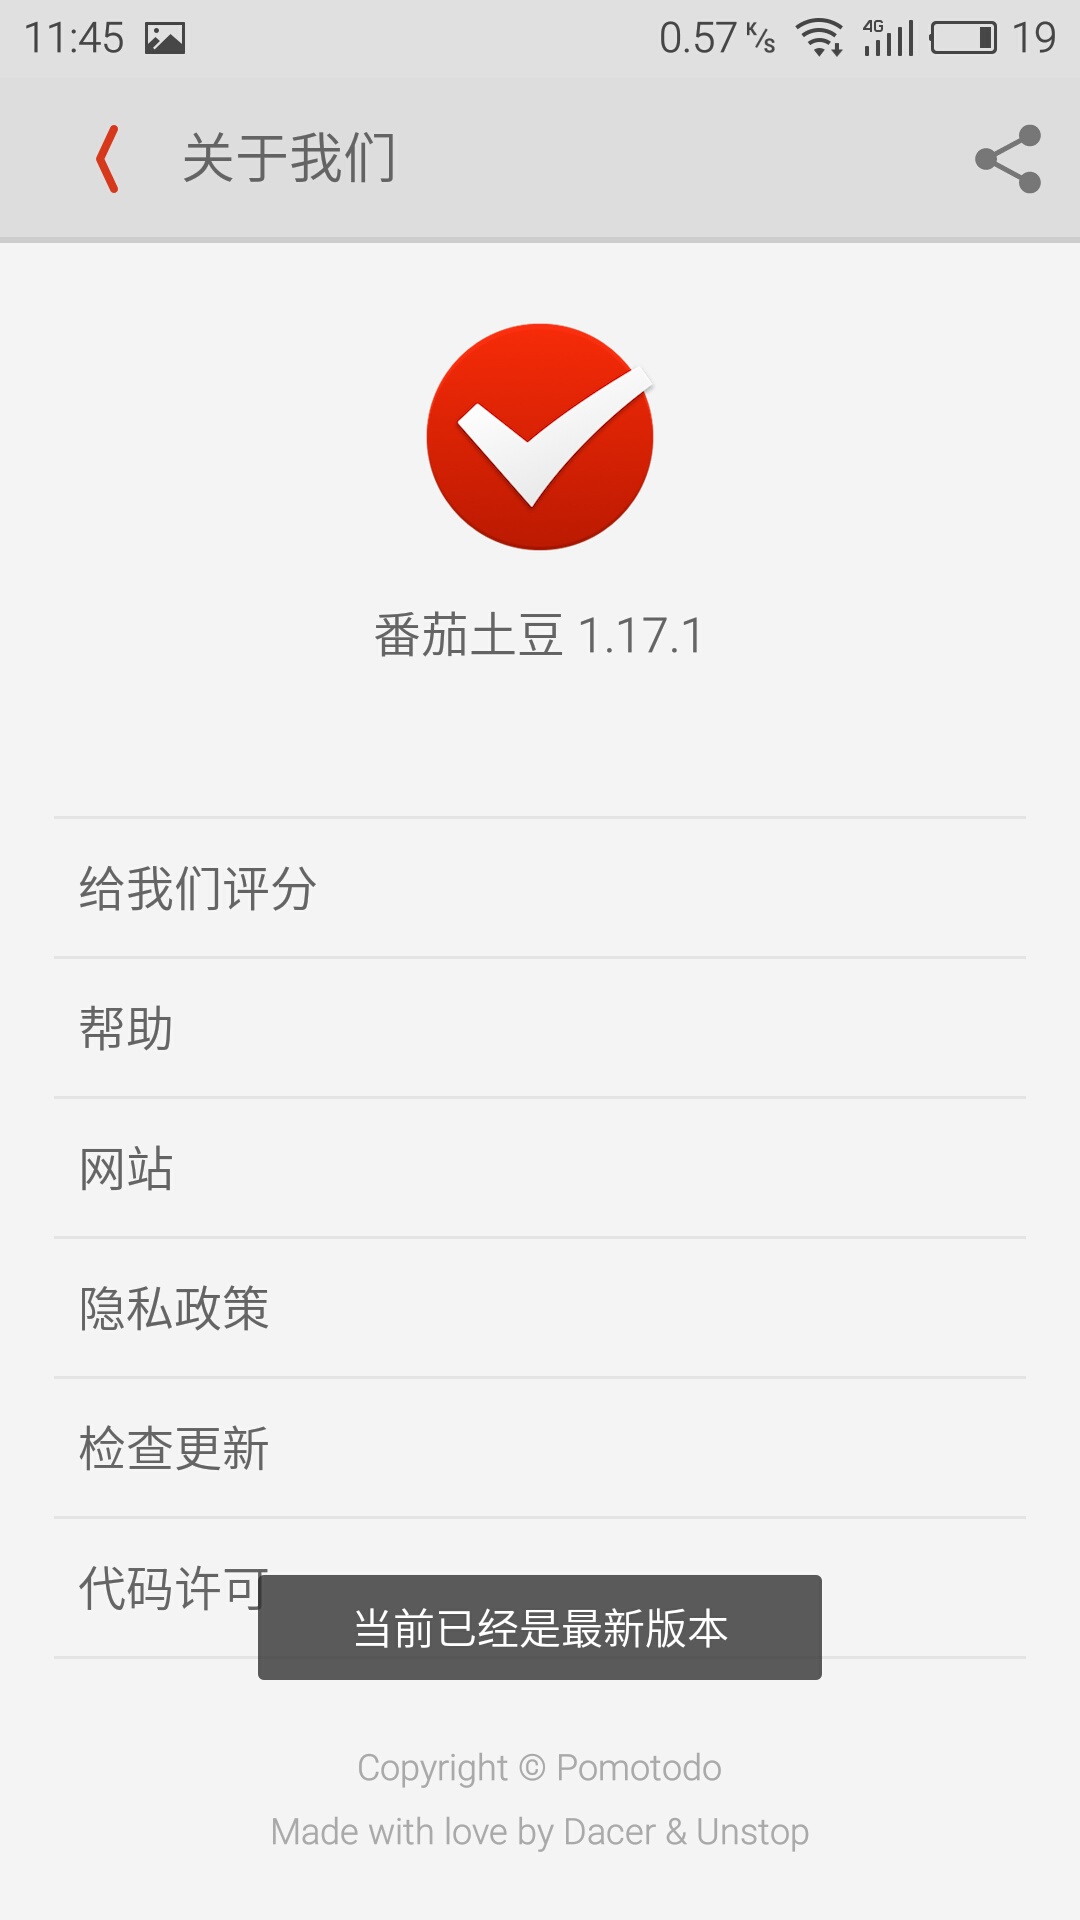 11:45 0.57 K/s 4G 19
关于我们
番茄土豆 1.17.1
给我们评分
帮助
网站
隐私政策
检查更新
代码许可
当前已经是最新版本
Copyright © Pomotodo
Made with love by Dacer & Unstop